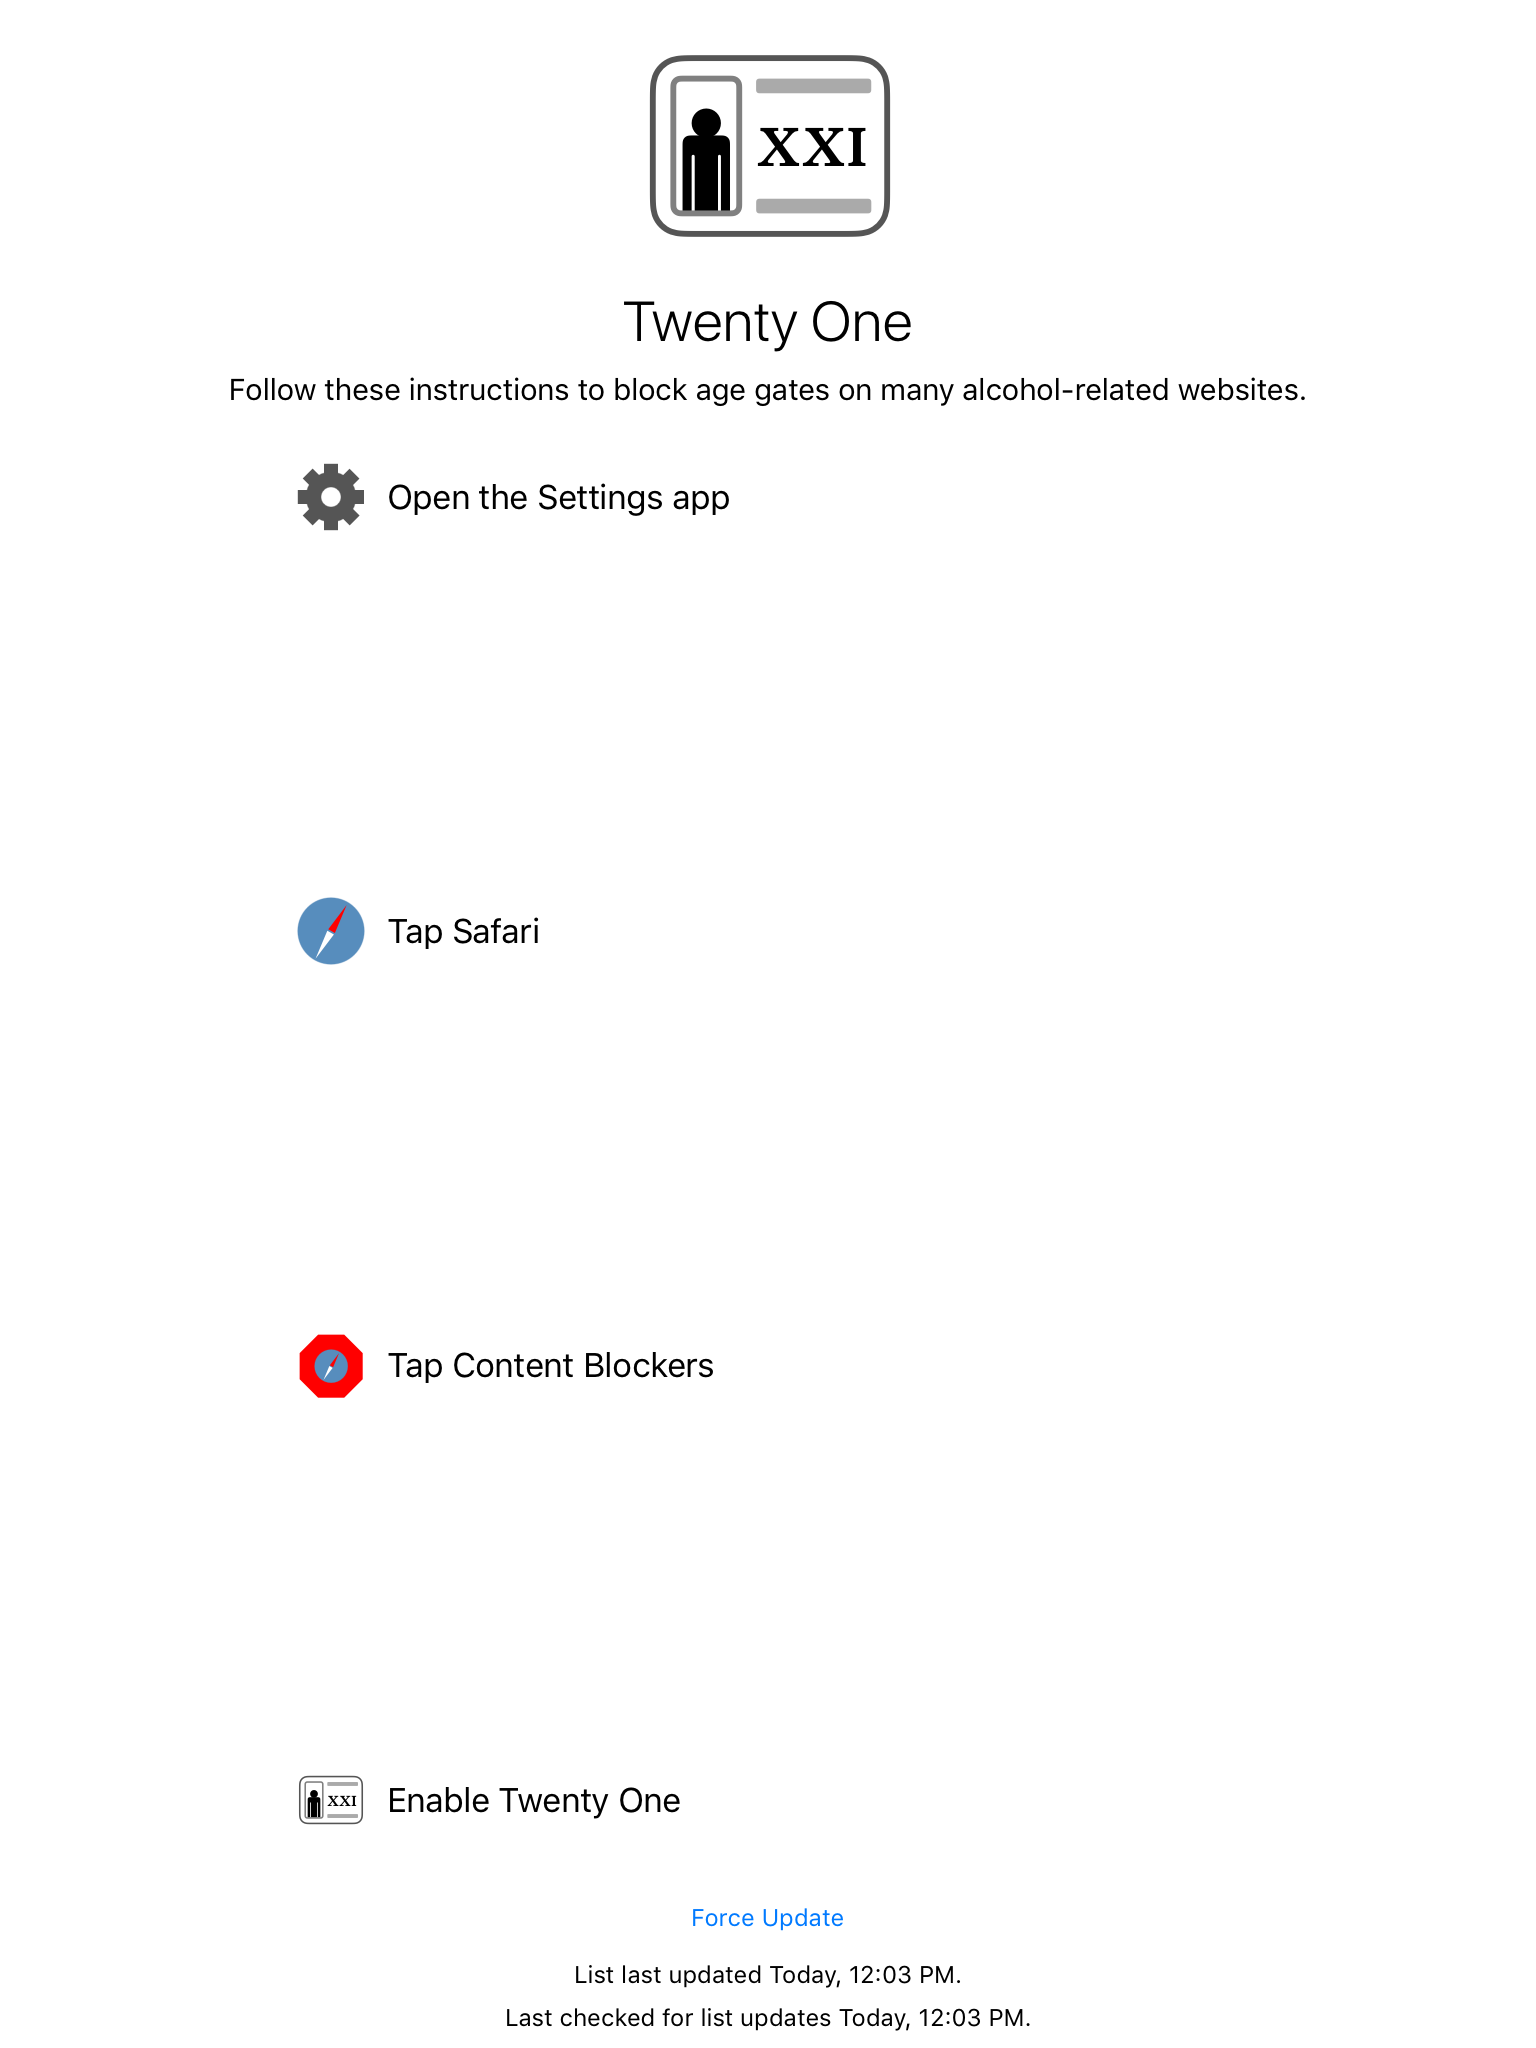 XXI
Twenty One
Follow these instructions to block age gates on many alcohol-related websites.
Open the Settings app
Tap Safari
Tap Content Blockers
XXI
Enable Twenty One
Force Update
List last updated Today, 12:03 PM.
Last checked for list updates Today, 12:03 PM.